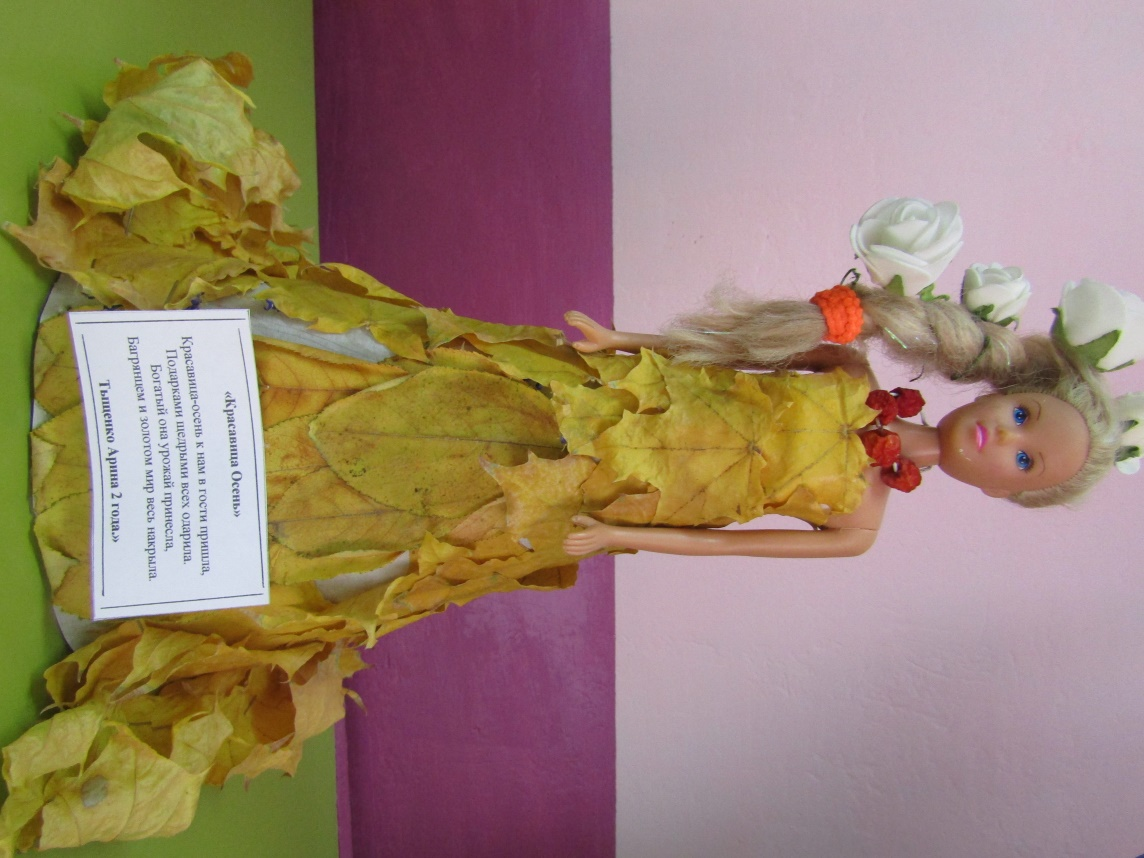 «Красавица Осень»
Красавица-осень к нам в гости пришла,
Подарками щедрыми всех одарила.
Богатый она урожай принесла,
Багрянцем и золотом мир весь накрыла.
Тыщенко Арина 2 года.»